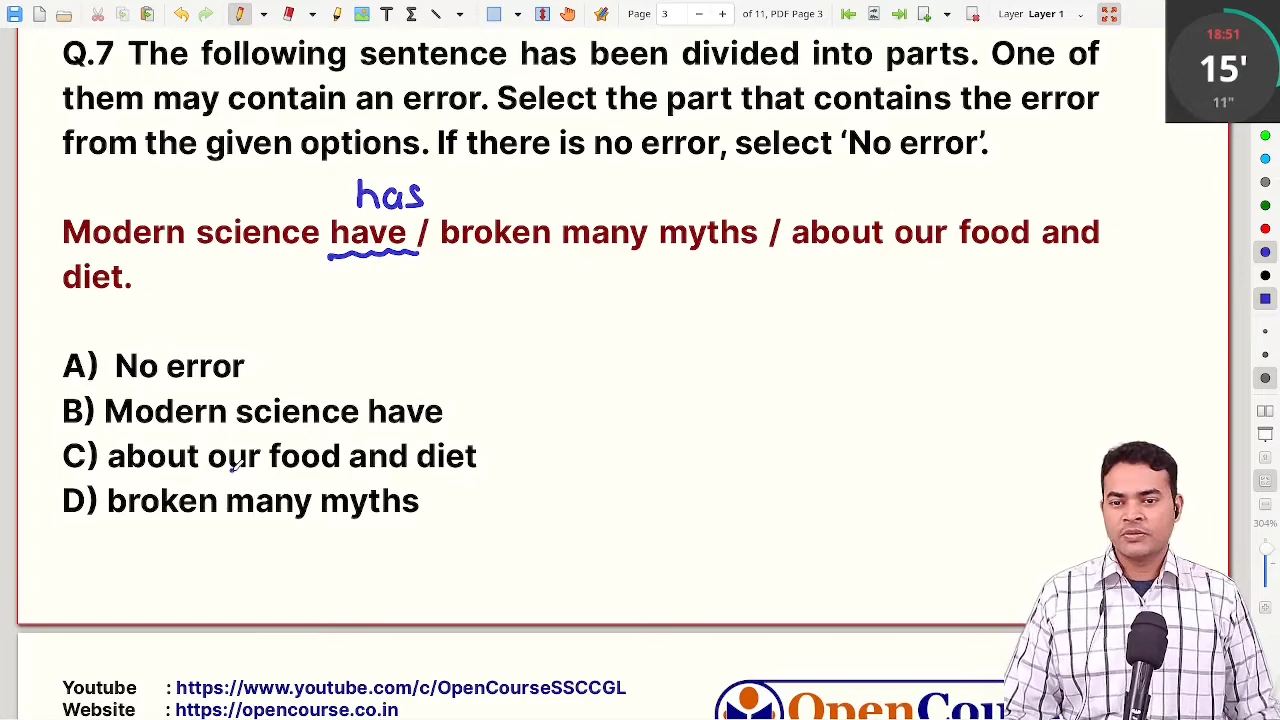 Page 3 of 11, PDF Page 3 Layer Layer 1
18:51
15'
11"
Q.7 The following sentence has been divided into parts. One of
them may contain an error. Select the part that contains the error
from the given options. If there is no error, select ‘No error’.
has
Modern science have / broken many myths / about our food and
diet.
A) No error
B) Modern science have
C) about our food and diet
D) broken many myths
304%
Youtube : https://www.youtube.com/c/OpenCourseSSCCGL
Website : https://opencourse.co.in
OpenCou